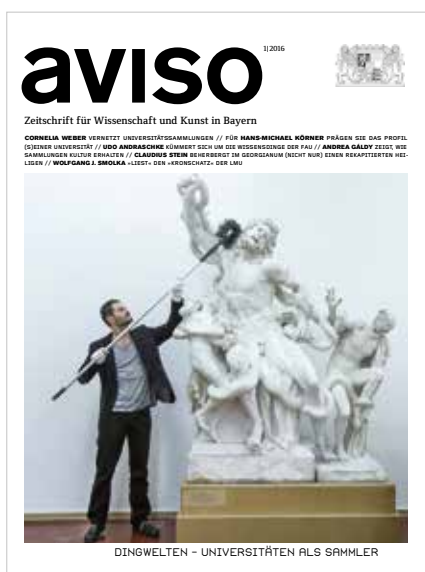 aviso
1|2016
Zeitschrift für Wissenschaft und Kunst in Bayern
CORNELIA WEBER VERNETZT UNIVERSITÄTSSAMMLUNGEN // FÜR HANS-MICHAEL KÖRNER PRÄGEN SIE DAS PROFIL
(S)EINER UNIVERSITÄT // UDO ANDRASCHKE KÜMMERT SICH UM DIE WISSENSDINGE DER FAU // ANDREA GÁLDY ZEIGT, WIE
SAMMLUNGEN KULTUR ERHALTEN // CLAUDIUS STEIN BEHERBERGT IM GEORGIANUM (NICHT NUR) EINEN REKAPITIERTEN HEI-
LIGEN // WOLFGANG J. SMOLKA »LIEST« DEN »KRONSCHATZ« DER LMU
DINGWELTEN – UNIVERSITÄTEN ALS SAMMLER